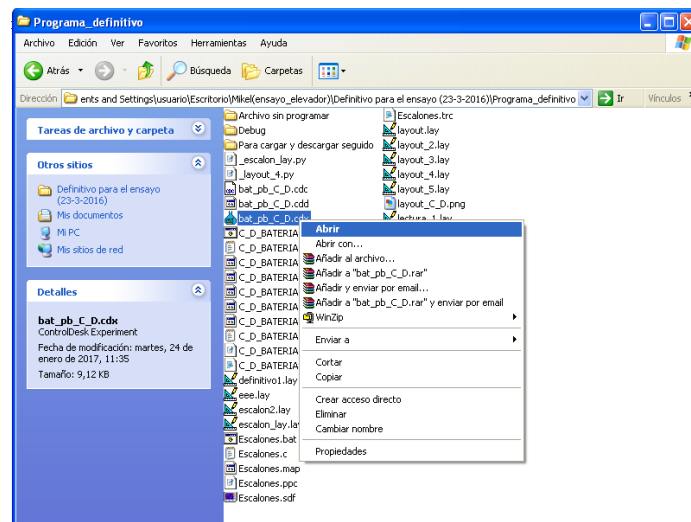 Programa_definitivo
Archivo Edición Ver Favoritos Herramientas Ayuda
Atrás Búsqueda Carpetas
Dirección ents and Settings\usuario\Escritorio\Mikel(ensayo_elevador)\Definitivo para el ensayo (23-3-2016)\Programa_definitivo Ir Vínculos »
Tareas de archivo y carpeta
Otros sitios
Definitivo para el ensayo
(23-3-2016)
Mis documentos
Mi PC
Mis sitios de red
Detalles
bat_pb_C_D.cdx
ControlDesk Experiment
Fecha de modificación: martes, 24 de
enero de 2017, 11:35
Tamaño: 9,12 KB
Archivo sin programar
Debug
Para cargar y descargar seguido
_escalon_lay.py
_layout_4.py
bat_pb_C_D.cdc
bat_pb_C_D.cdd
bat_pb_C_D.cdx
C_D_BATERIA
C_D_BATERIA
C_D_BATERIA
C_D_BATERIA
C_D_BATERIA
C_D_BATERIA
C_D_BATERIA
C_D_BATERIA
C_D_BATERIA
C_D_BATERIA
definitivo1.lay
eee.lay
escalon2.lay
escalon_lay.la
Escalones.bat
Escalones.c
Escalones.map
Escalones.ppc
Escalones.sdf
Escalones.trc
layout.lay
layout_2.lay
layout_3.lay
layout_4.lay
layout_5.lay
layout_C_D.png
lectura_1.lay
Abrir
Abrir con...
Añadir al archivo...
Añadir a "bat_pb_C_D.rar"
Añadir y enviar por email...
Añadir a "bat_pb_C_D.rar" y enviar por email
WinZip
Enviar a
Cortar
Copiar
Crear acceso directo
Eliminar
Cambiar nombre
Propiedades